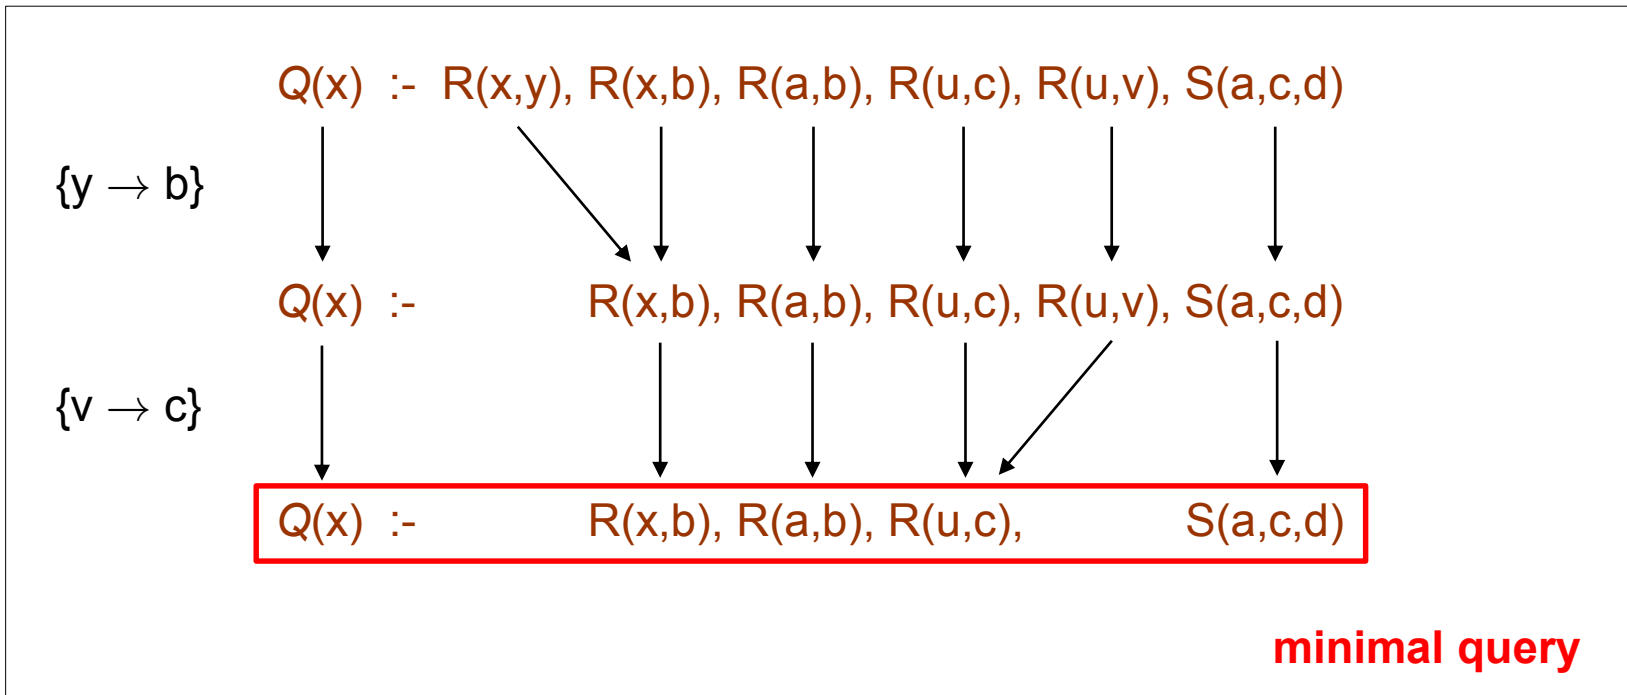 Q(x) :- R(x,y), R(x,b), R(a,b), R(u,c), R(u,v), S(a,c,d)
{y → b}
Q(x) :- R(x,b), R(a,b), R(u,c), R(u,v), S(a,c,d)
{v → c}
Q(x) :- R(x,b), R(a,b), R(u,c), S(a,c,d)
minimal query